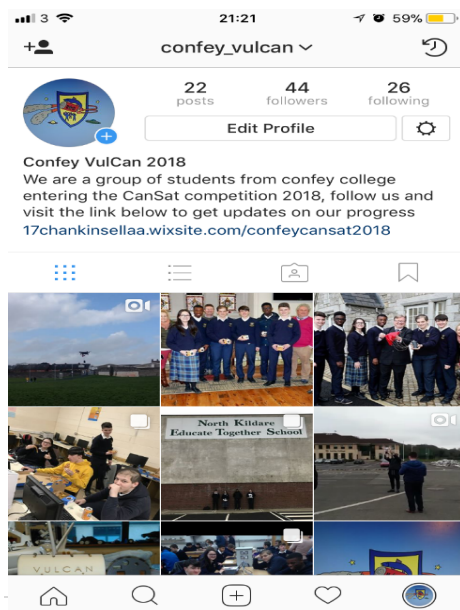 3 21:21 59%
confey_vulcan
22 44 26
posts followers following
Edit Profile
Confey VulCan 2018
We are a group of students from confey college
entering the CanSat competition 2018, follow us and
visit the link below to get updates on our progress
17chankinsellaa.wixsite.com/confeycansat2018
North Kildare
Educate Together School
VULCAN